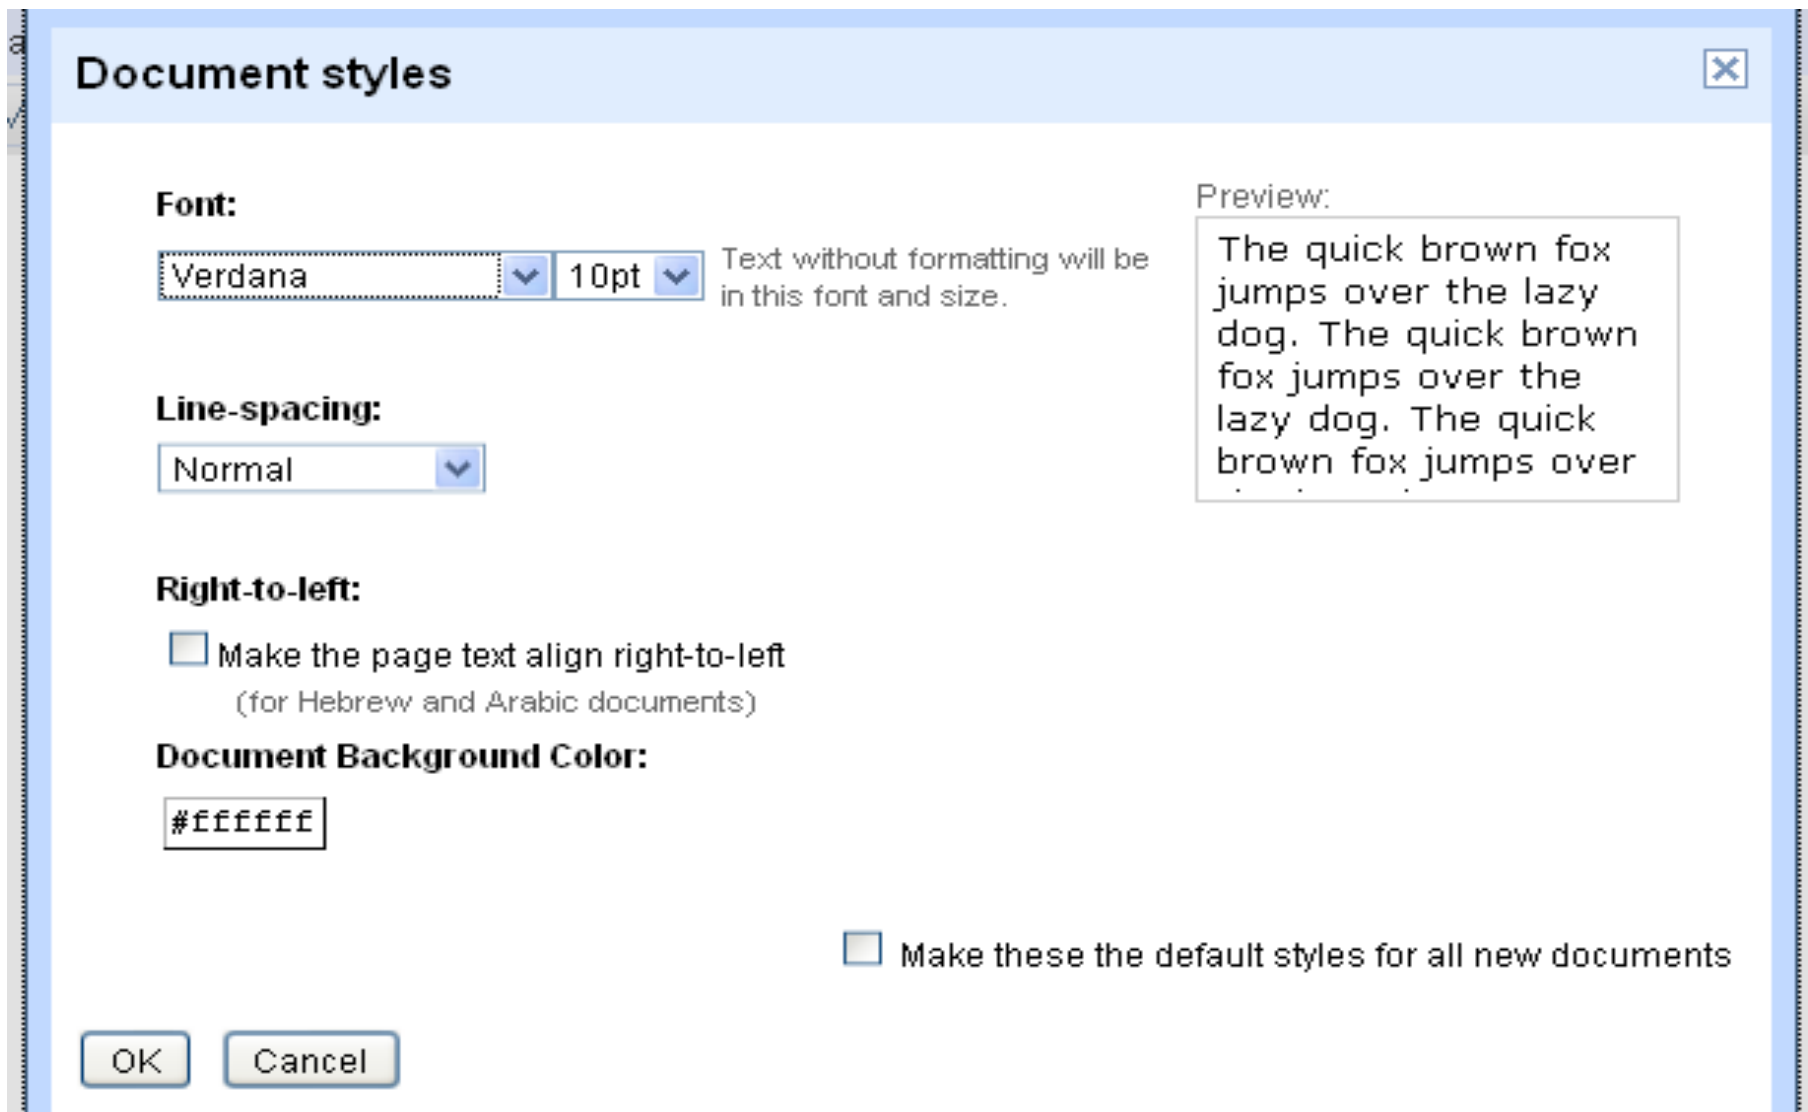 Document styles
Font:
Verdana
10pt
Text without formatting will be
in this font and size.
Preview:
The quick brown fox
jumps over the lazy
dog. The quick brown
fox jumps over the
lazy dog. The quick
brown fox jumps over
Line-spacing:
Normal
Right-to-left:
Make the page text align right-to-left
(for Hebrew and Arabic documents)
Document Background Color:
#ffffff
Make these the default styles for all new documents
OK
Cancel